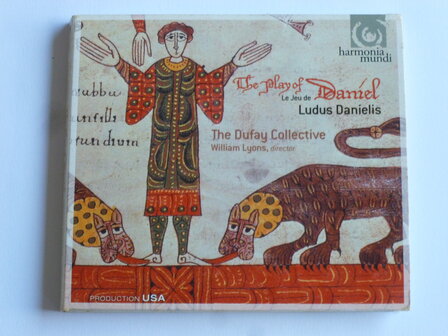 harmonia
mundi
The Play of
Le Jeu de Daniel
Ludus Danielis
The Dufay Collective
William Lyons, director
PRODUCTION USA